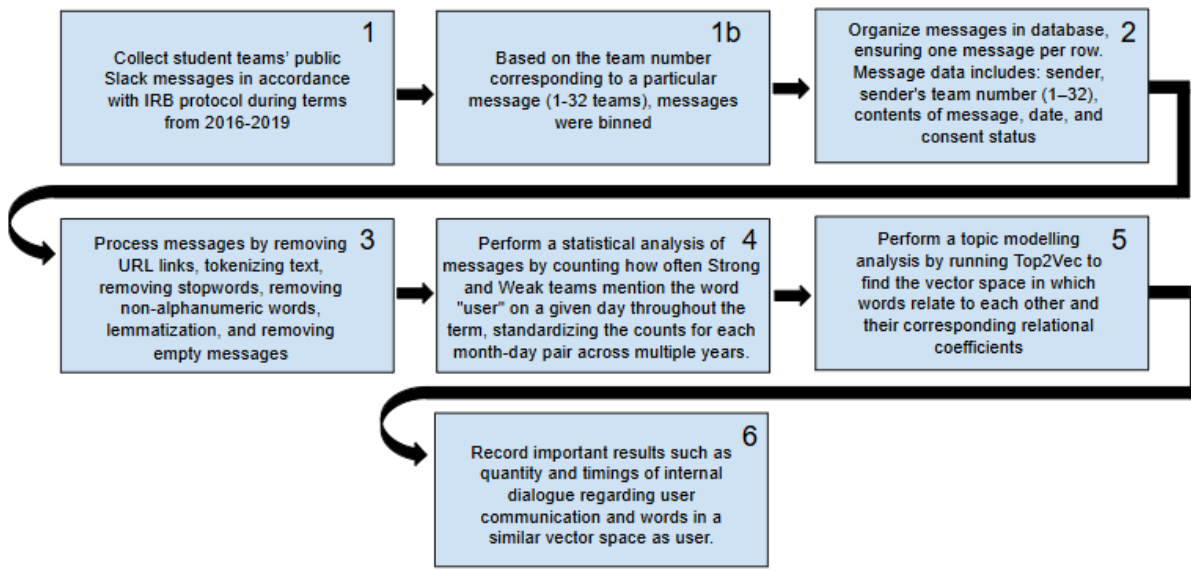 1
Collect student teams' public
Slack messages in accordance
with IRB protocol during terms
from 2016-2019
1b
Based on the team number
corresponding to a particular
message (1-32 teams), messages
were binned
2
Organize messages in database,
ensuring one message per row.
Message data includes: sender,
sender's team number (1–32),
contents of message, date, and
consent status
3
Process messages by removing
URL links, tokenizing text,
removing stopwords, removing
non-alphanumeric words,
lemmatization, and removing
empty messages
4
Perform a statistical analysis of
messages by counting how often Strong
and Weak teams mention the word
"user" on a given day throughout the
term, standardizing the counts for each
month-day pair across multiple years.
5
Perform a topic modelling
analysis by running Top2Vec to
find the vector space in which
words relate to each other and
their corresponding relational
coefficients
6
Record important results such as
quantity and timings of internal
dialogue regarding user
communication and words in a
similar vector space as user.